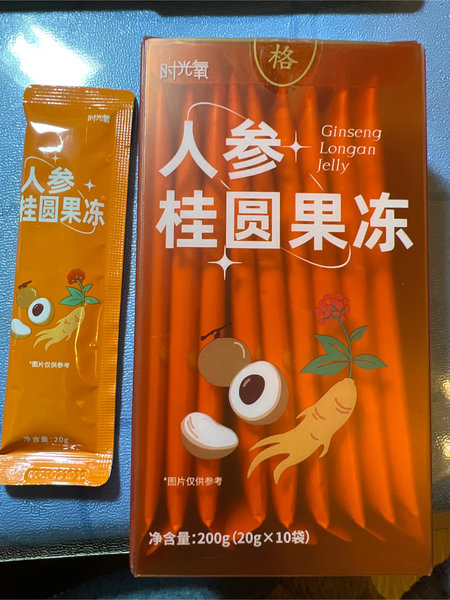 时光氧
人参
桂圆果冻
*图片仅供参考
净含量:20g
格
时光氧
人参
Ginseng
Longan
Jelly
桂圆果冻
*图片仅供参考
净含量:200g(20g×10袋)